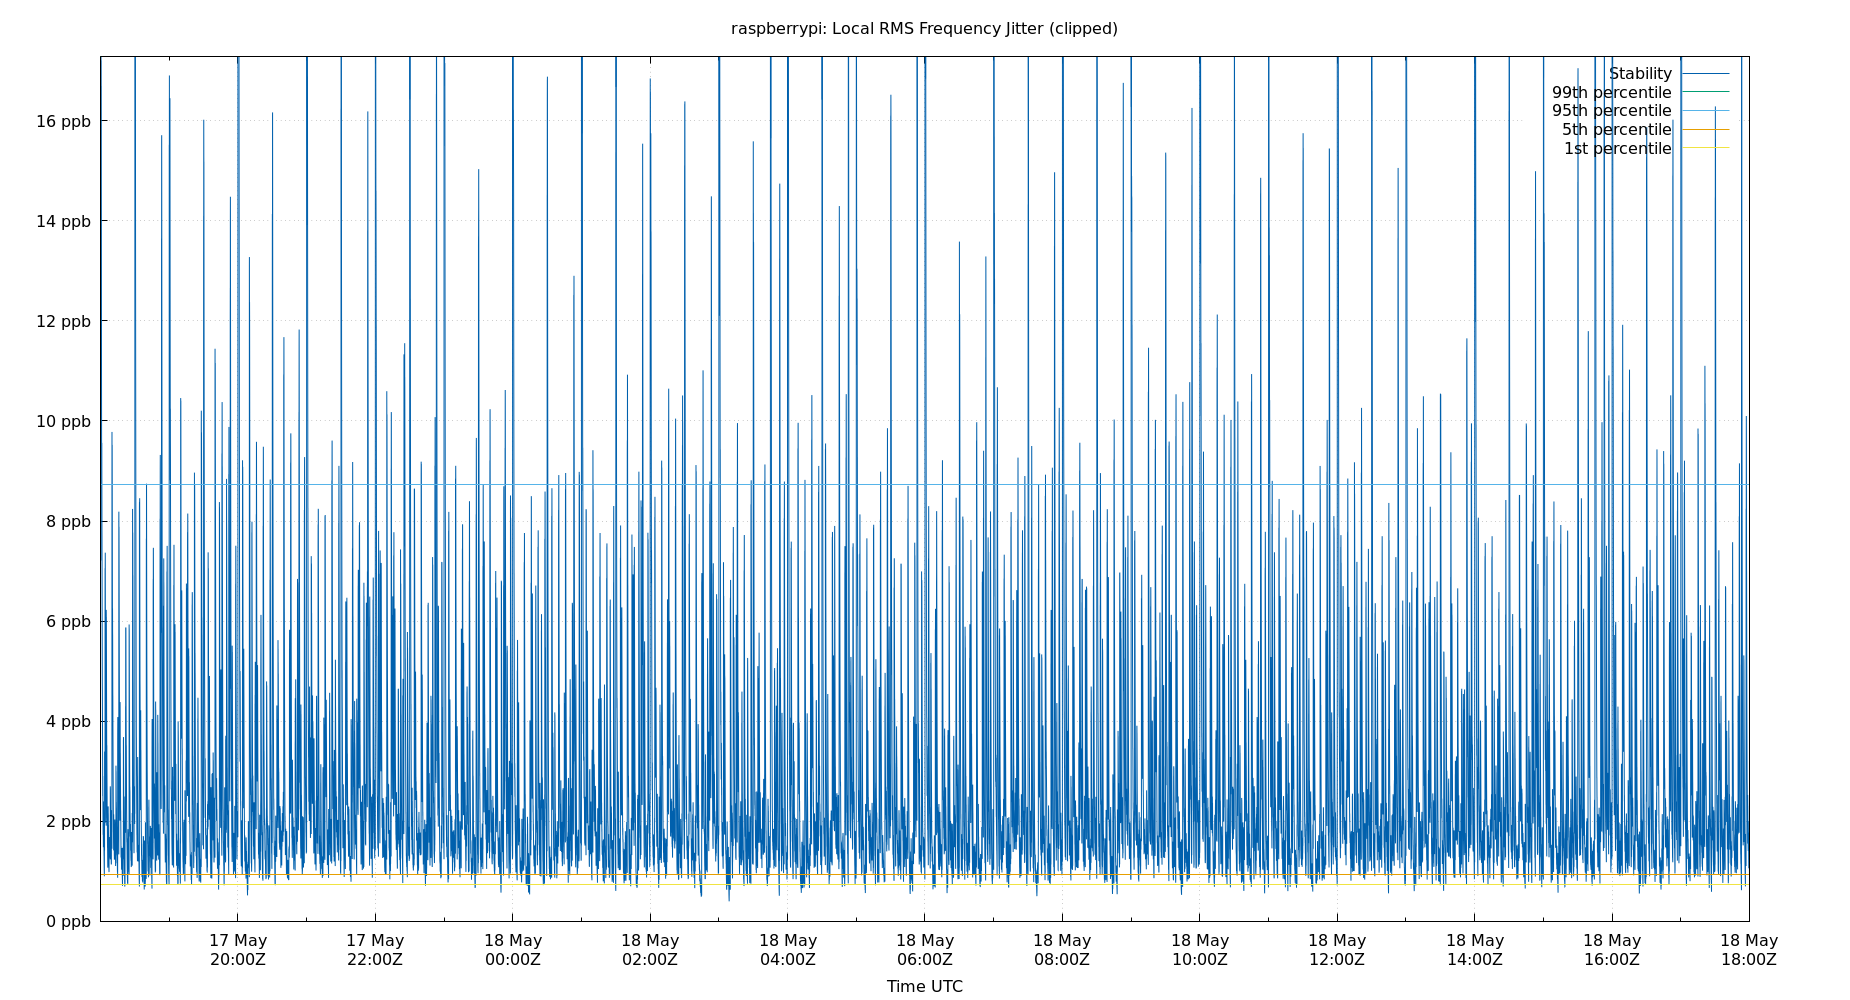 raspberrypi: Local RMS Frequency Jitter (clipped)
Stability
99th percentile
95th percentile
5th percentile
1st percentile
16 ppb
14 ppb
12 ppb
10 ppb
8 ppb
6 ppb
4 ppb
2 ppb
0 ppb
17 May 17 May 18 May 18 May 18 May 18 May 18 May 18 May 18 May 18 May 18 May 18 May
20:00Z 22:00Z 00:00Z 02:00Z 04:00Z 06:00Z 08:00Z 10:00Z 12:00Z 14:00Z 16:00Z 18:00Z
Time UTC